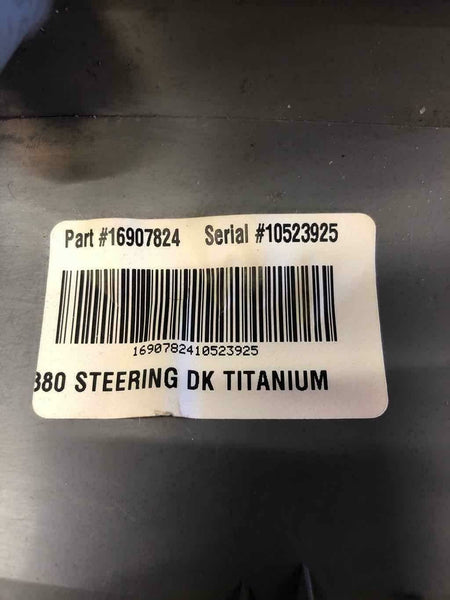 Part #16907824 Serial #10523925
1690782410523925
380 STEERING DK TITANIUM